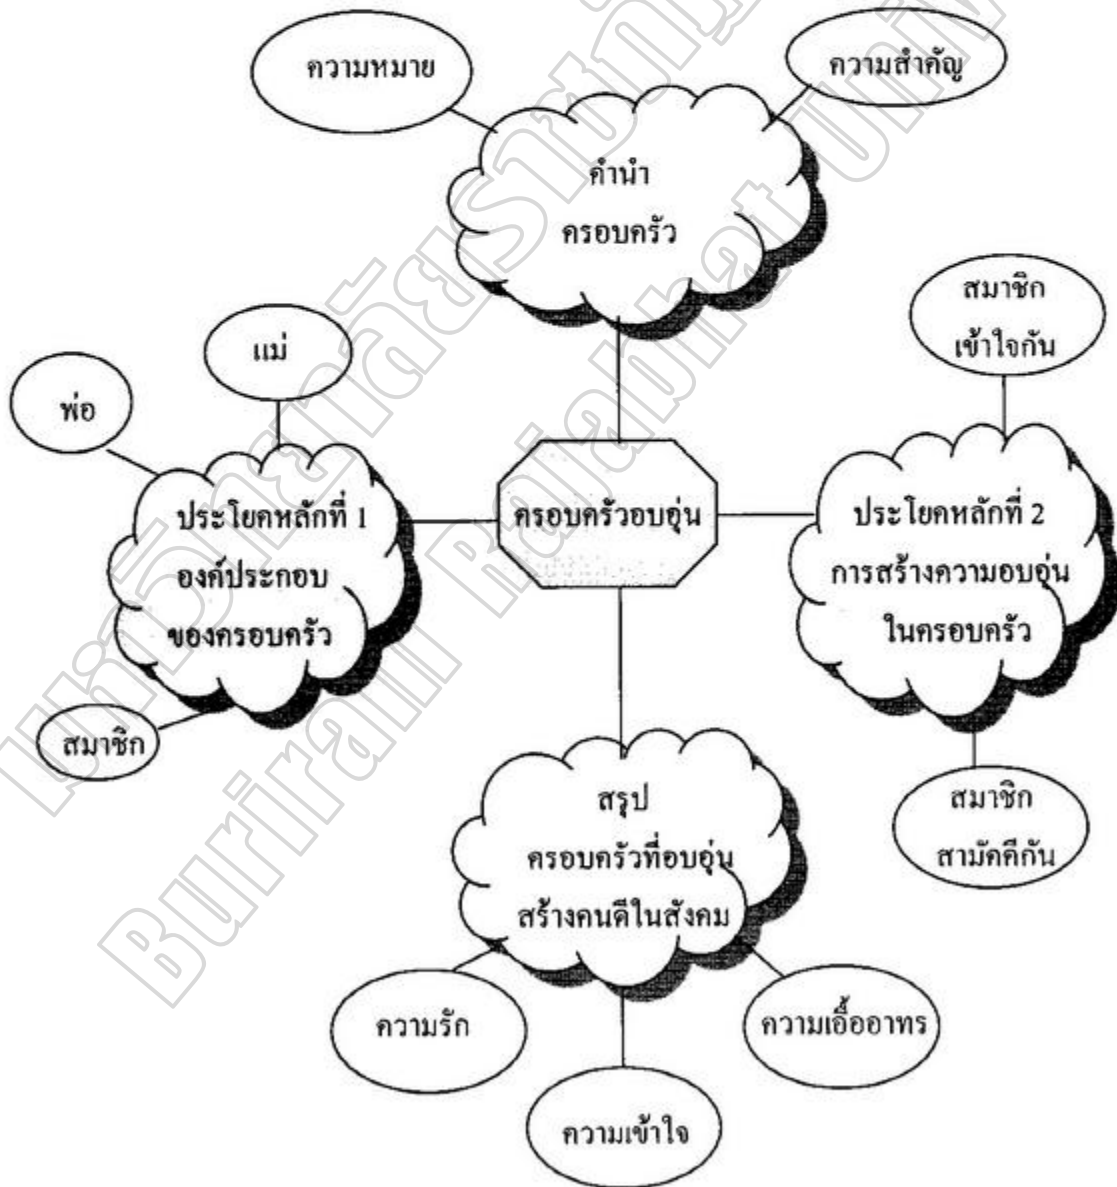 ความหมาย
ความสำคัญ
คำนำ
ครอบครัว
สมาชิก
เข้าใจกัน
แม่
พ่อ
ประโยคหลักที่ 1
องค์ประกอบ
ของครอบครัว
ครอบครัวอบอุ่น
ประโยคหลักที่ 2
การสร้างความอบอุ่น
ในครอบครัว
สมาชิก
สมาชิก
สามัคคีกัน
สรุป
ครอบครัวที่อบอุ่น
สร้างคนดีในสังคม
ความรัก
ความเอื้ออาทร
ความเข้าใจ
Buriram Rajabhat